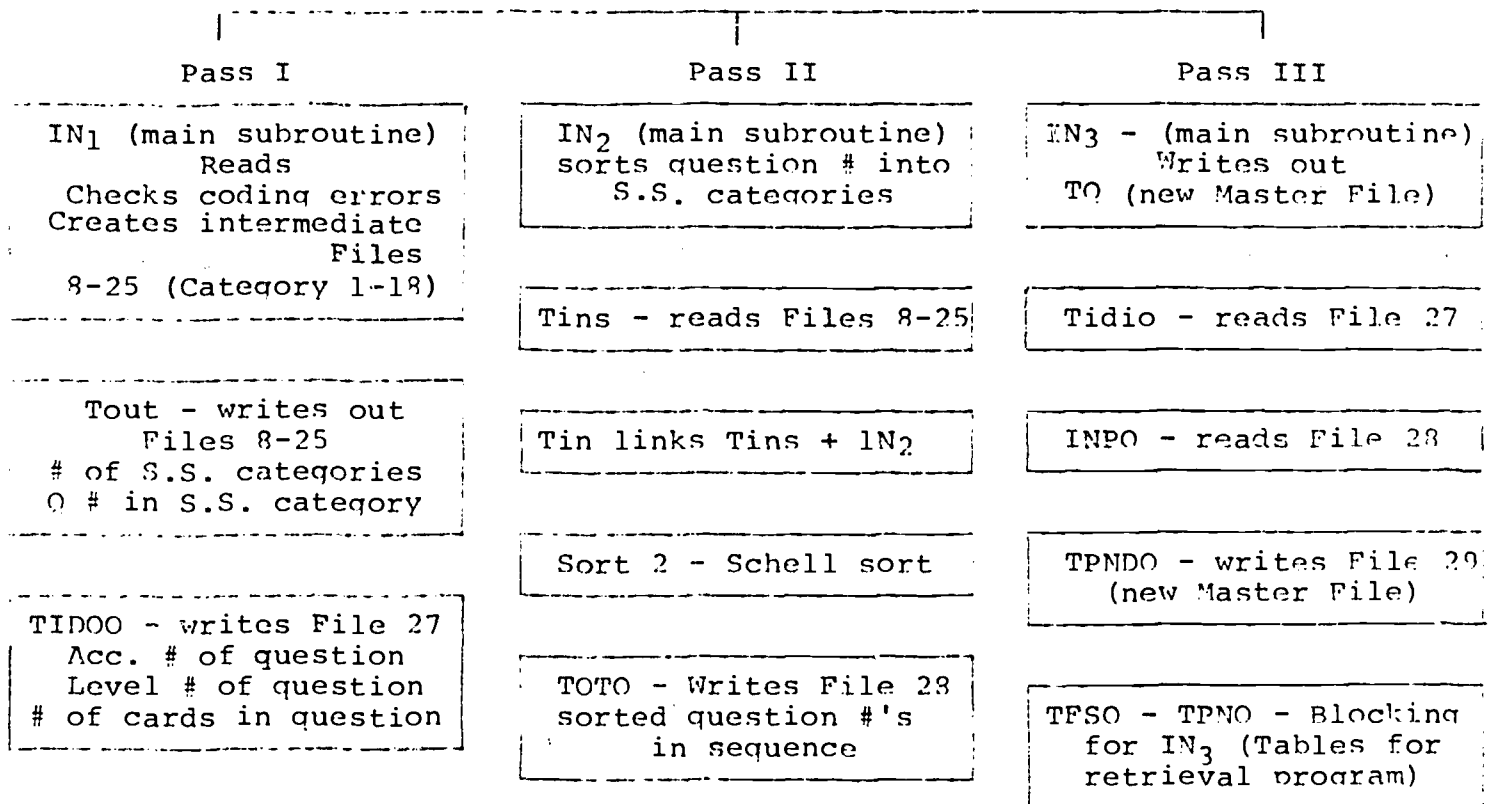 Pass I
IN1 (main subroutine)
Reads
Checks coding errors
Creates intermediate
Files
8-25 (Category 1-18)
Tout - writes out
Files 8-25
# of S.S. categories
Q # in S.S. category
TIDOO - writes File 27
Acc. # of question
Level # of question
# of cards in question
Pass II
IN2 (main subroutine)
sorts question # into
S.S. categories
Tins - reads Files 8-25
Tin links Tins + IN2
Sort 2 - Schell sort
TOTO - Writes File 28
sorted question #'s
in sequence
Pass III
IN3 - (main subroutine)
Writes out
TO (new Master File)
Tidio - reads File 27
INPO - reads File 28
TPNDO - writes File 29
(new Master File)
TFSO - TPNO - Blocking
for IN3 (Tables for
retrieval program)